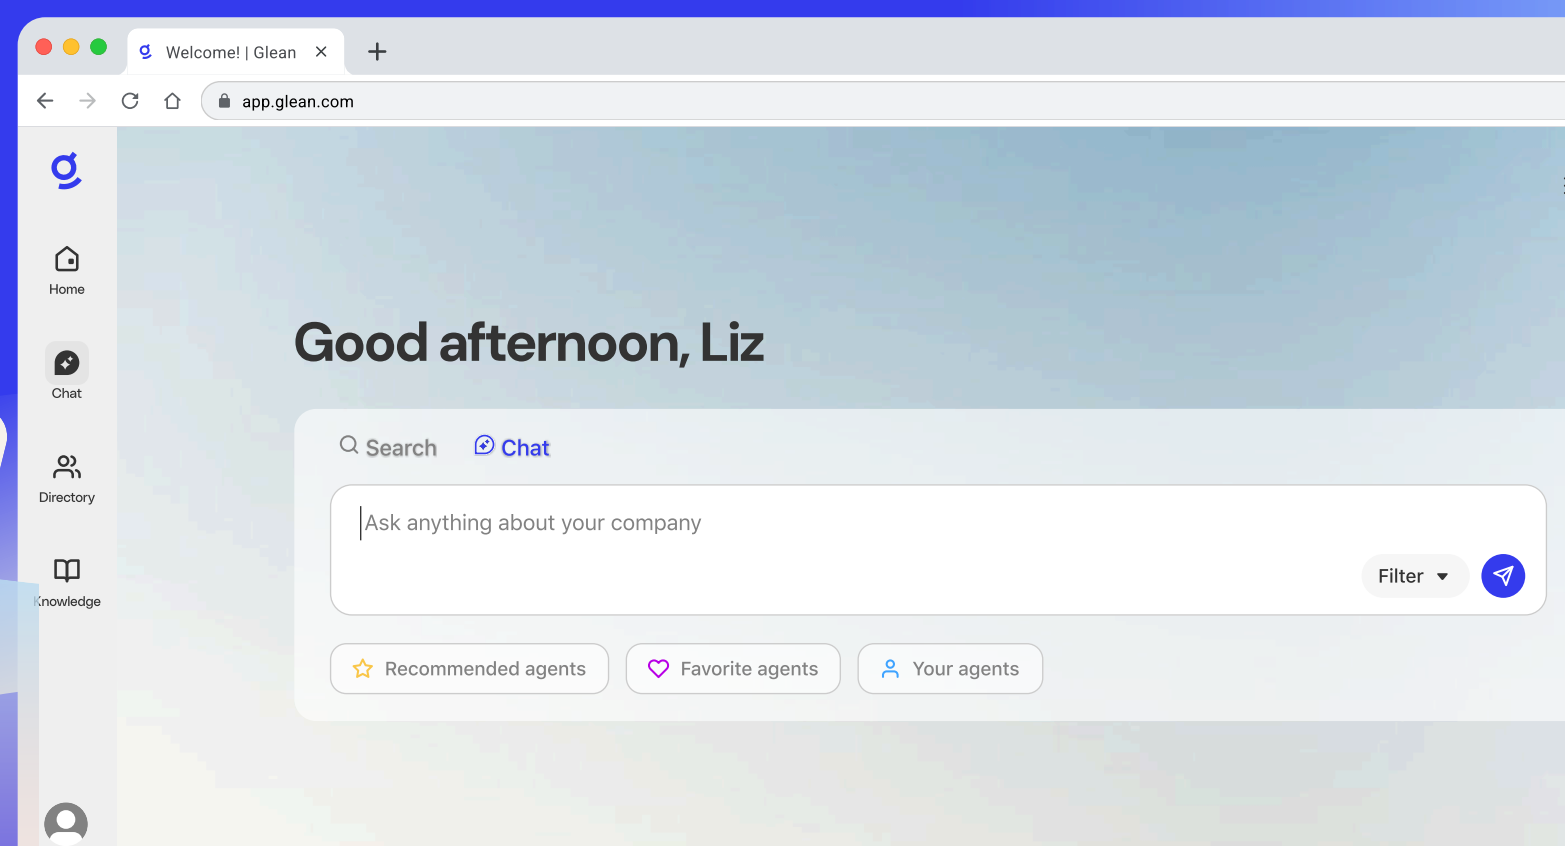 Welcome! | Glean
app.glean.com
Home
Chat
Directory
Knowledge
Good afternoon, Liz
Search
Chat
Ask anything about your company
Filter
Recommended agents
Favorite agents
Your agents